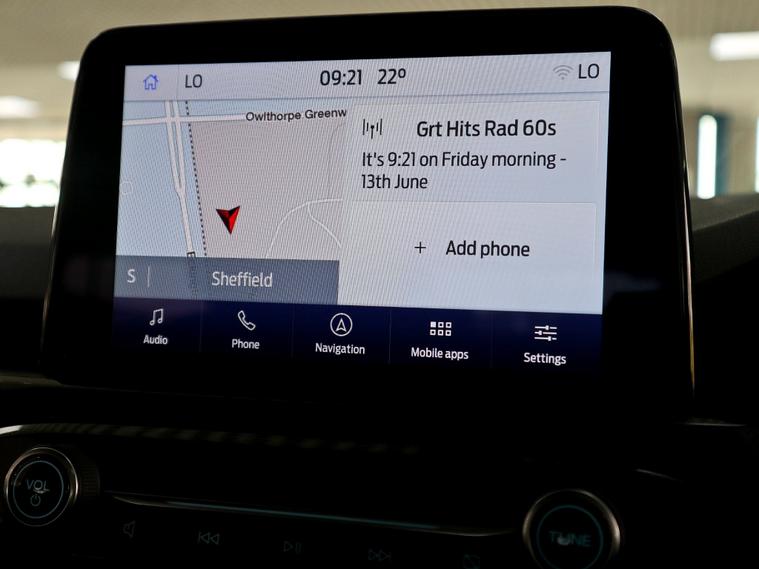 LO
09:21 22°
LO
Owlthorpe Greenw
Grt Hits Rad 60s
It's 9:21 on Friday morning -
13th June
+ Add phone
S | Sheffield
Audio
Phone
Navigation
Mobile apps
Settings
VOL
TUNE